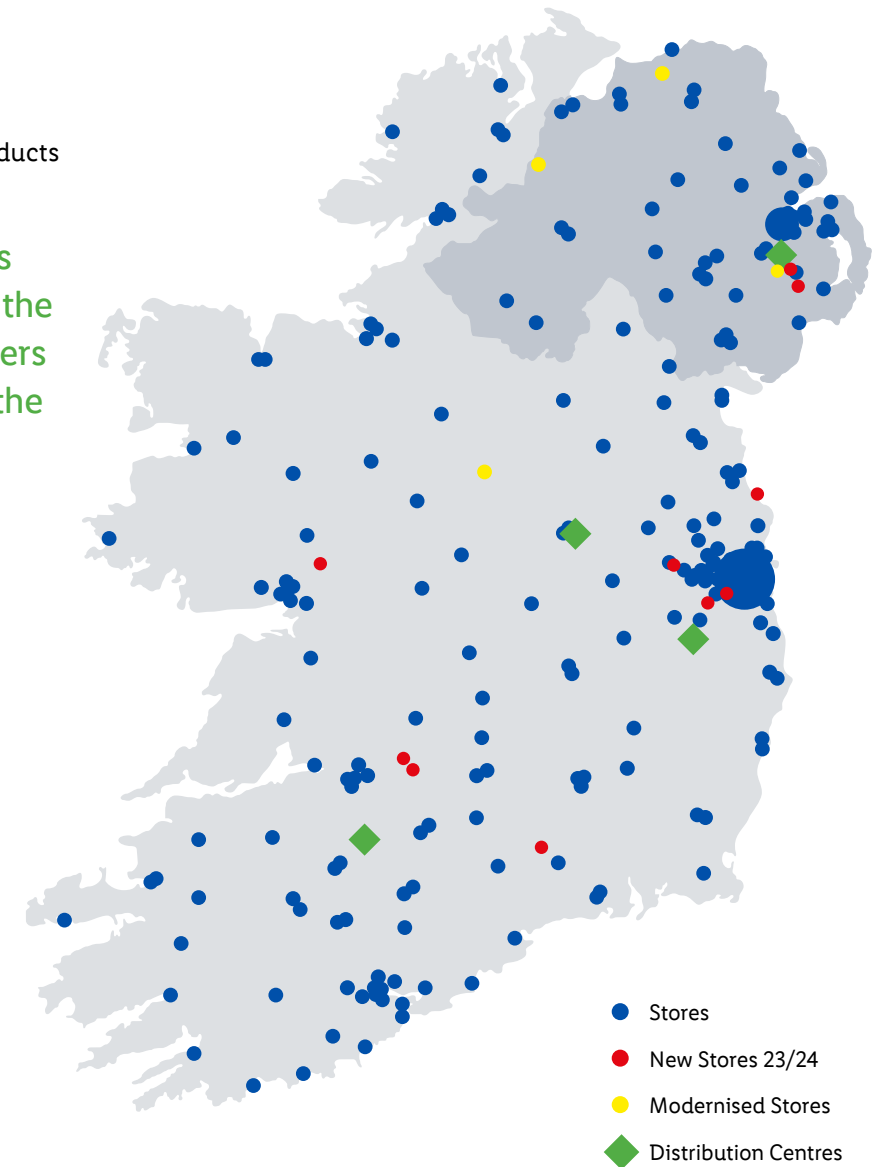 ducts
s
the
ers
the
Stores
New Stores 23/24
Modernised Stores
Distribution Centres